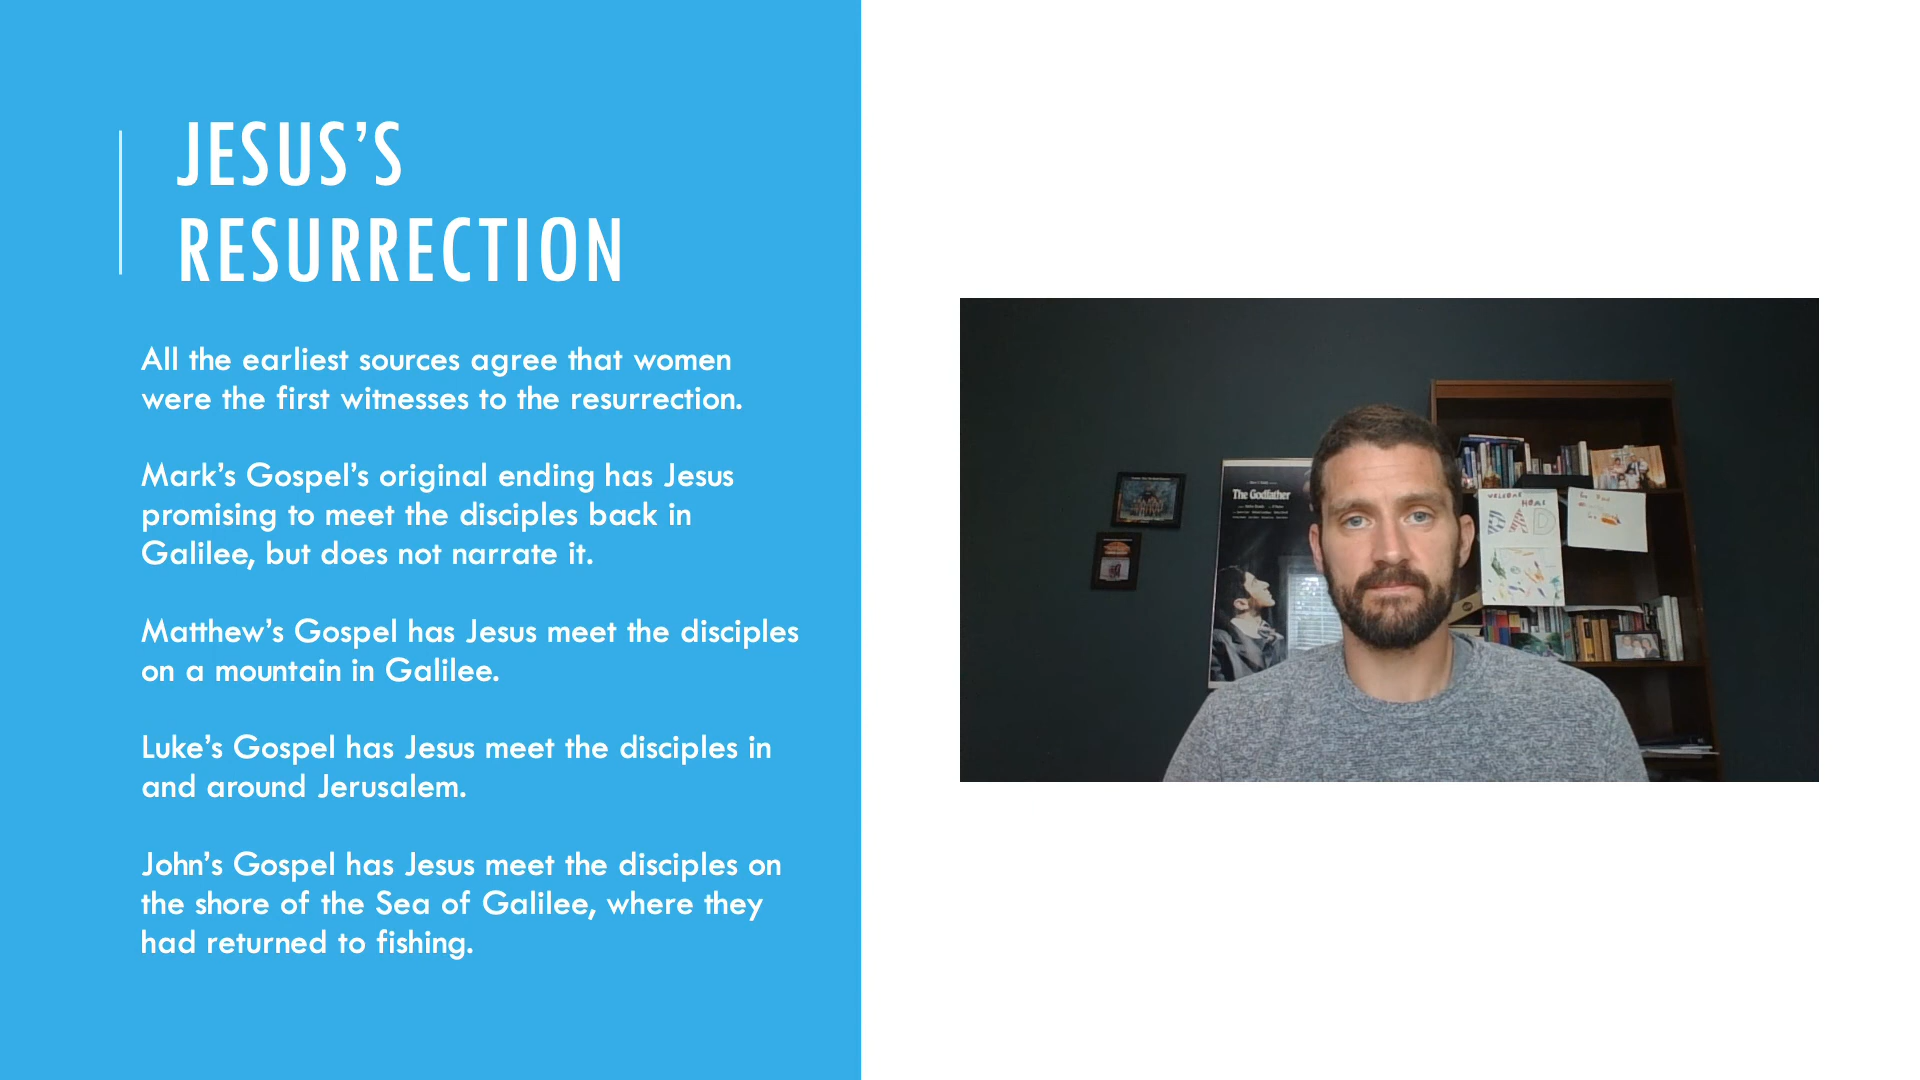 JESUS’S
RESURRECTION
All the earliest sources agree that women
were the first witnesses to the resurrection.
Mark’s Gospel’s original ending has Jesus
promising to meet the disciples back in
Galilee, but does not narrate it.
Matthew’s Gospel has Jesus meet the disciples
on a mountain in Galilee.
Luke’s Gospel has Jesus meet the disciples in
and around Jerusalem.
John’s Gospel has Jesus meet the disciples on
the shore of the Sea of Galilee, where they
had returned to fishing.
The Godfather
WELCOME
HOME
DAD